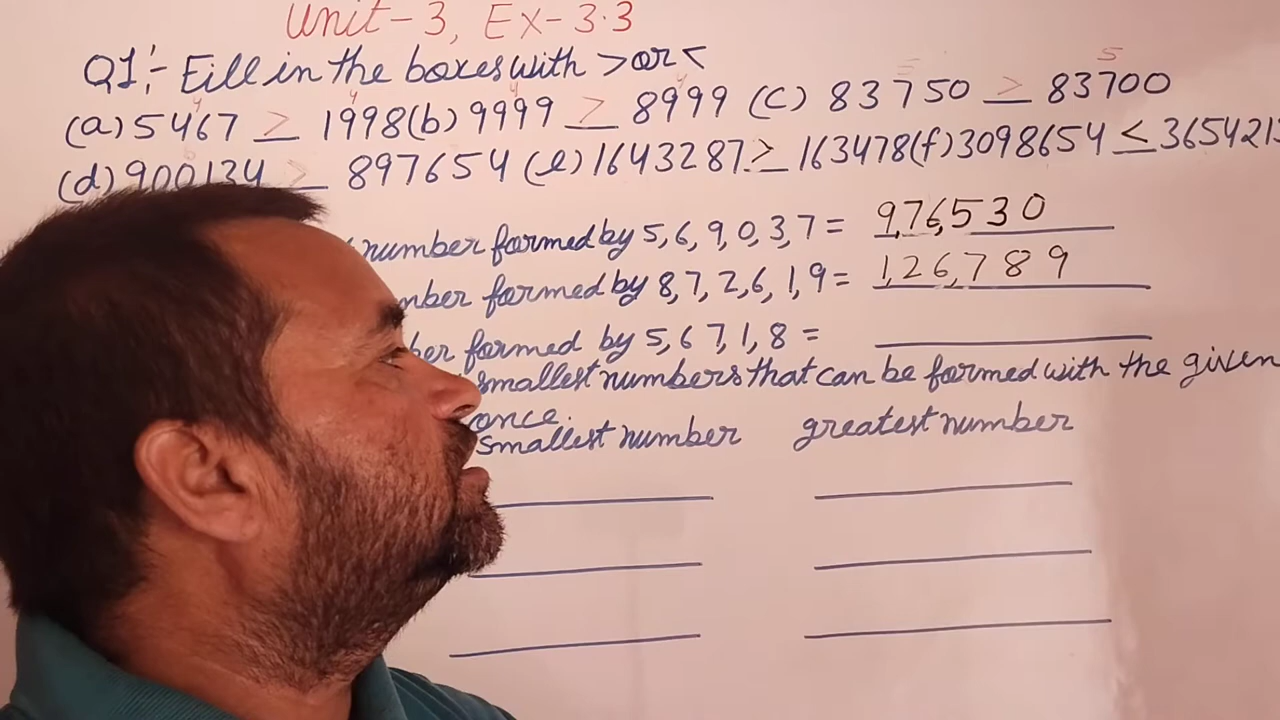 Unit-3, Ex-3.3
Q1:- Fill in the boxes with > or <
(a) 5467 > 1998 (b) 9999 > 8999 (c) 83750 > 83700
(d) 900134 > 897654 (e) 1643287 > 163478 (f) 3098654 < 365421
number formed by 5, 6, 9, 0, 3, 7 = 9,76,530
formed by 8, 7, 2, 6, 1, 9 = 1,26,789
formed by 5, 6 7, 1, 8 =
smallest numbers that can be formed with the given
once.
smallest number greatest number